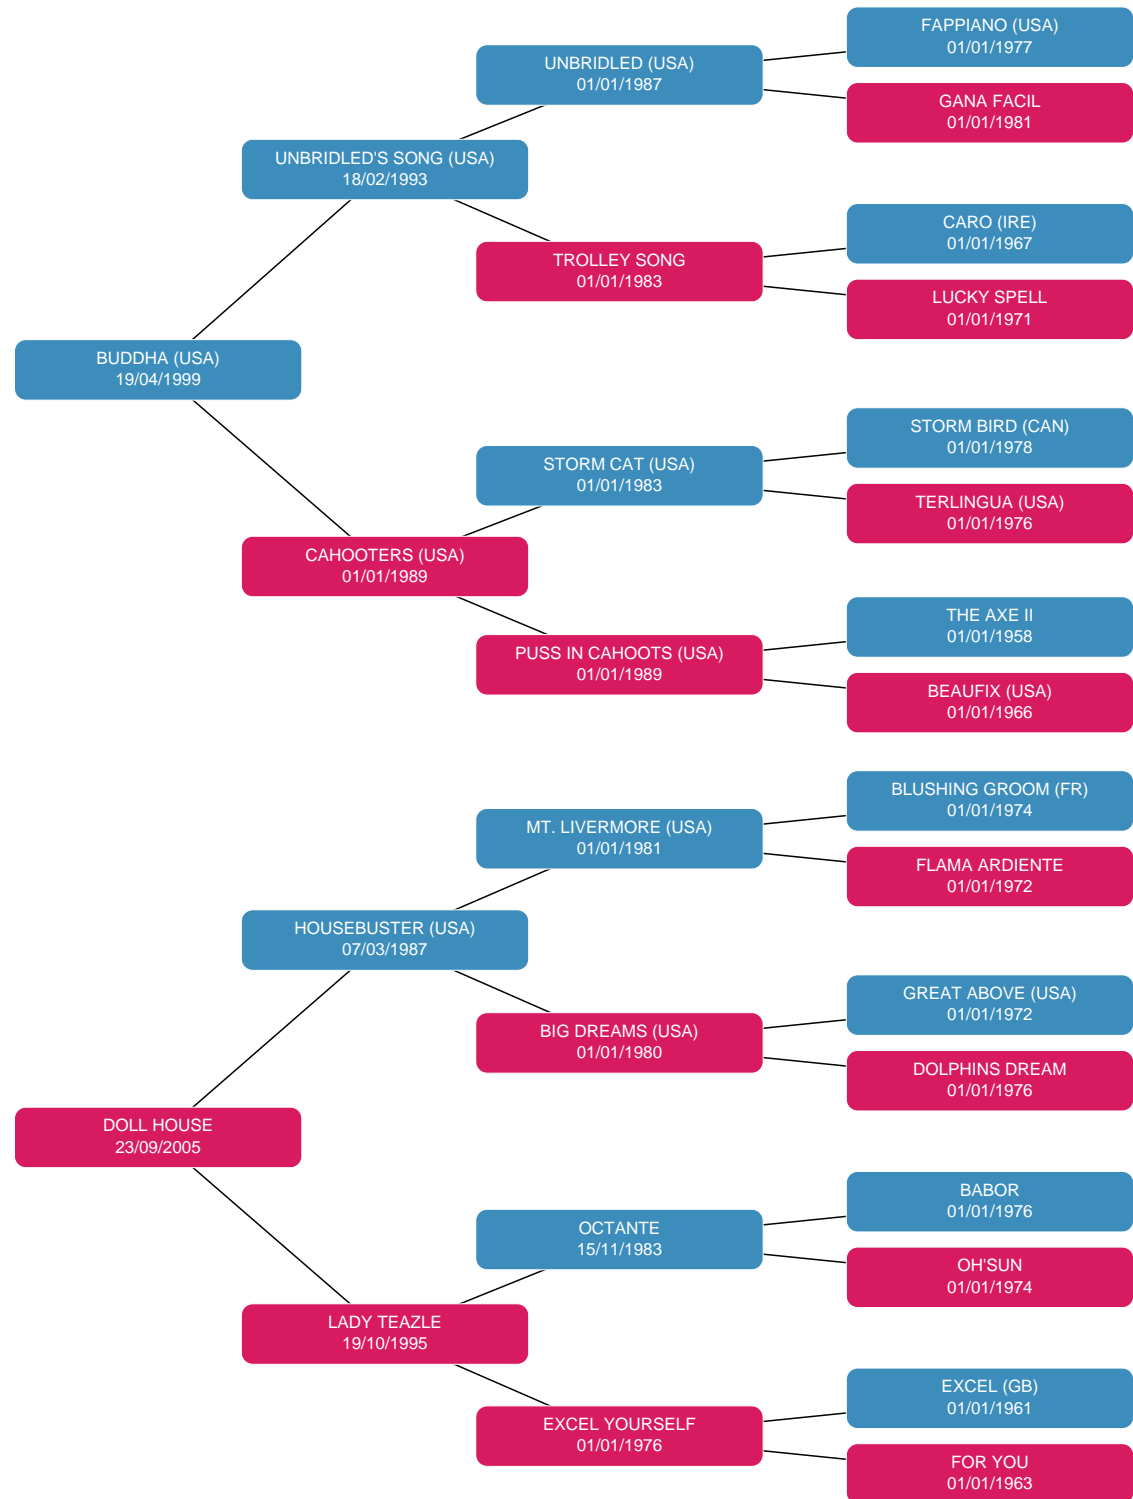 FAPPIANO (USA)
01/01/1977
UNBRIDLED (USA)
01/01/1987
GANA FACIL
01/01/1981
UNBRIDLED'S SONG (USA)
18/02/1993
CARO (IRE)
01/01/1967
TROLLEY SONG
01/01/1983
LUCKY SPELL
01/01/1971
BUDDHA (USA)
19/04/1999
STORM BIRD (CAN)
01/01/1978
STORM CAT (USA)
01/01/1983
TERLINGUA (USA)
01/01/1976
CAHOOTERS (USA)
01/01/1989
THE AXE II
01/01/1958
PUSS IN CAHOOTS (USA)
01/01/1989
BEAUFIX (USA)
01/01/1966
BLUSHING GROOM (FR)
01/01/1974
MT. LIVERMORE (USA)
01/01/1981
FLAMA ARDIENTE
01/01/1972
HOUSEBUSTER (USA)
07/03/1987
GREAT ABOVE (USA)
01/01/1972
BIG DREAMS (USA)
01/01/1980
DOLPHINS DREAM
01/01/1976
DOLL HOUSE
23/09/2005
BABOR
01/01/1976
OCTANTE
15/11/1983
OH'SUN
01/01/1974
LADY TEAZLE
19/10/1995
EXCEL (GB)
01/01/1961
EXCEL YOURSELF
01/01/1976
FOR YOU
01/01/1963